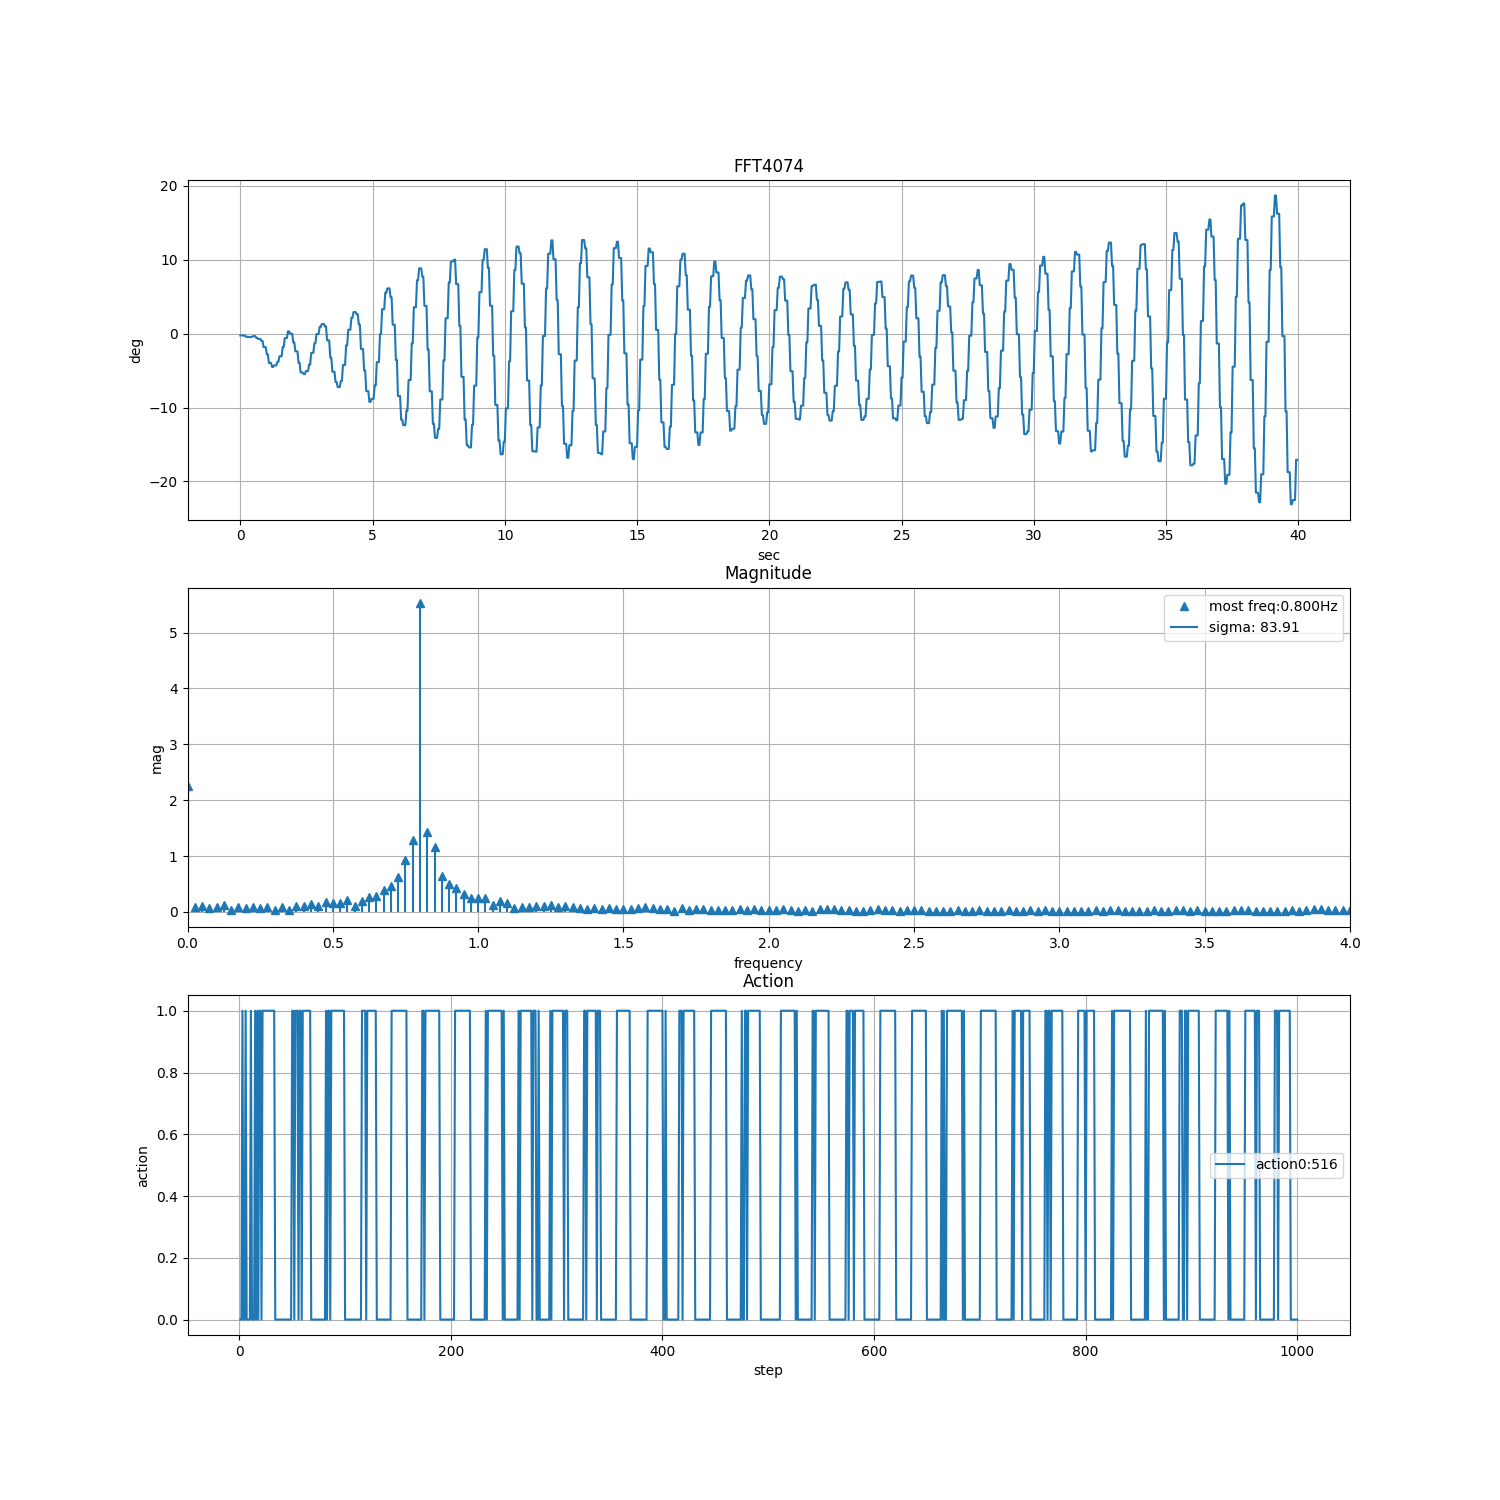 FFT4074
20
10
0
−10
−20
deg
0 5 10 15 20 25 30 35 40
sec
Magnitude
most freq:0.800Hz
sigma: 83.91
5
4
3
2
1
0
mag
0.0 0.5 1.0 1.5 2.0 2.5 3.0 3.5 4.0
frequency
Action
1.0
0.8
0.6
0.4
0.2
0.0
action
action0:516
0 200 400 600 800 1000
step